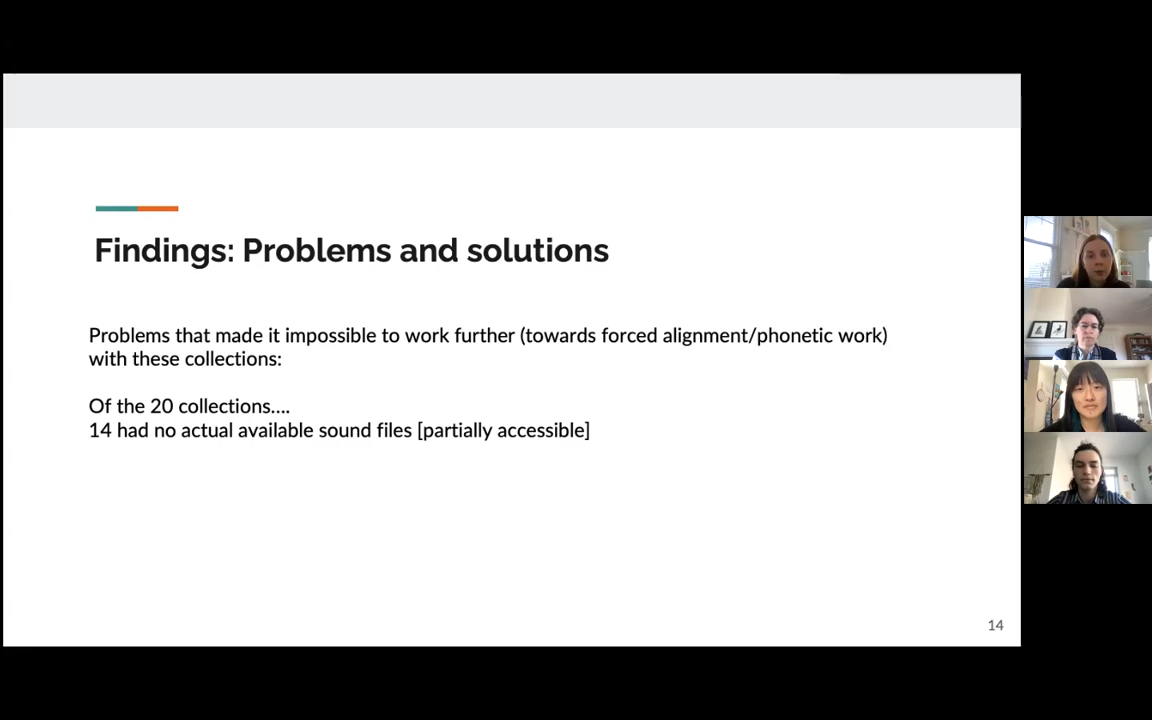 Findings: Problems and solutions
Problems that made it impossible to work further (towards forced alignment/phonetic work)
with these collections:
Of the 20 collections....
14 had no actual available sound files [partially accessible]
14